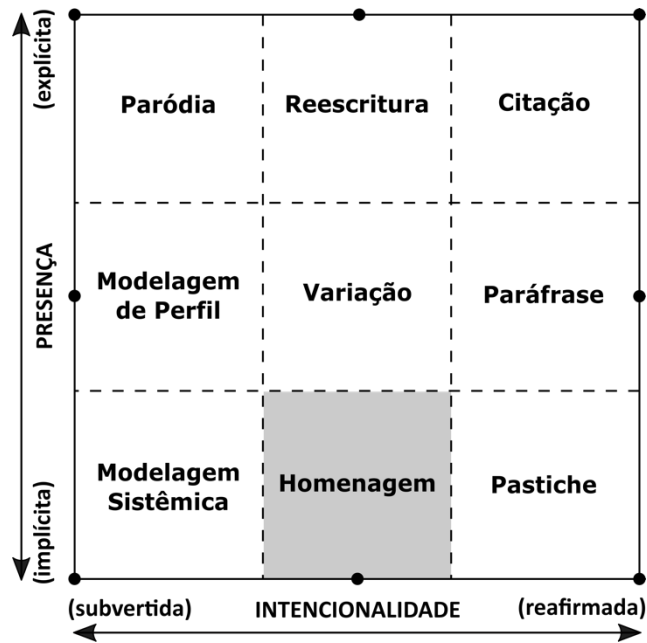 (explícita)
Paródia
Reescritura
Citação
PRESENÇA
Modelagem
de Perfil
Variação
Paráfrase
Modelagem
Sistêmica
Homenagem
Pastiche
(implícita)
(subvertida)
INTENCIONALIDADE
(reafirmada)